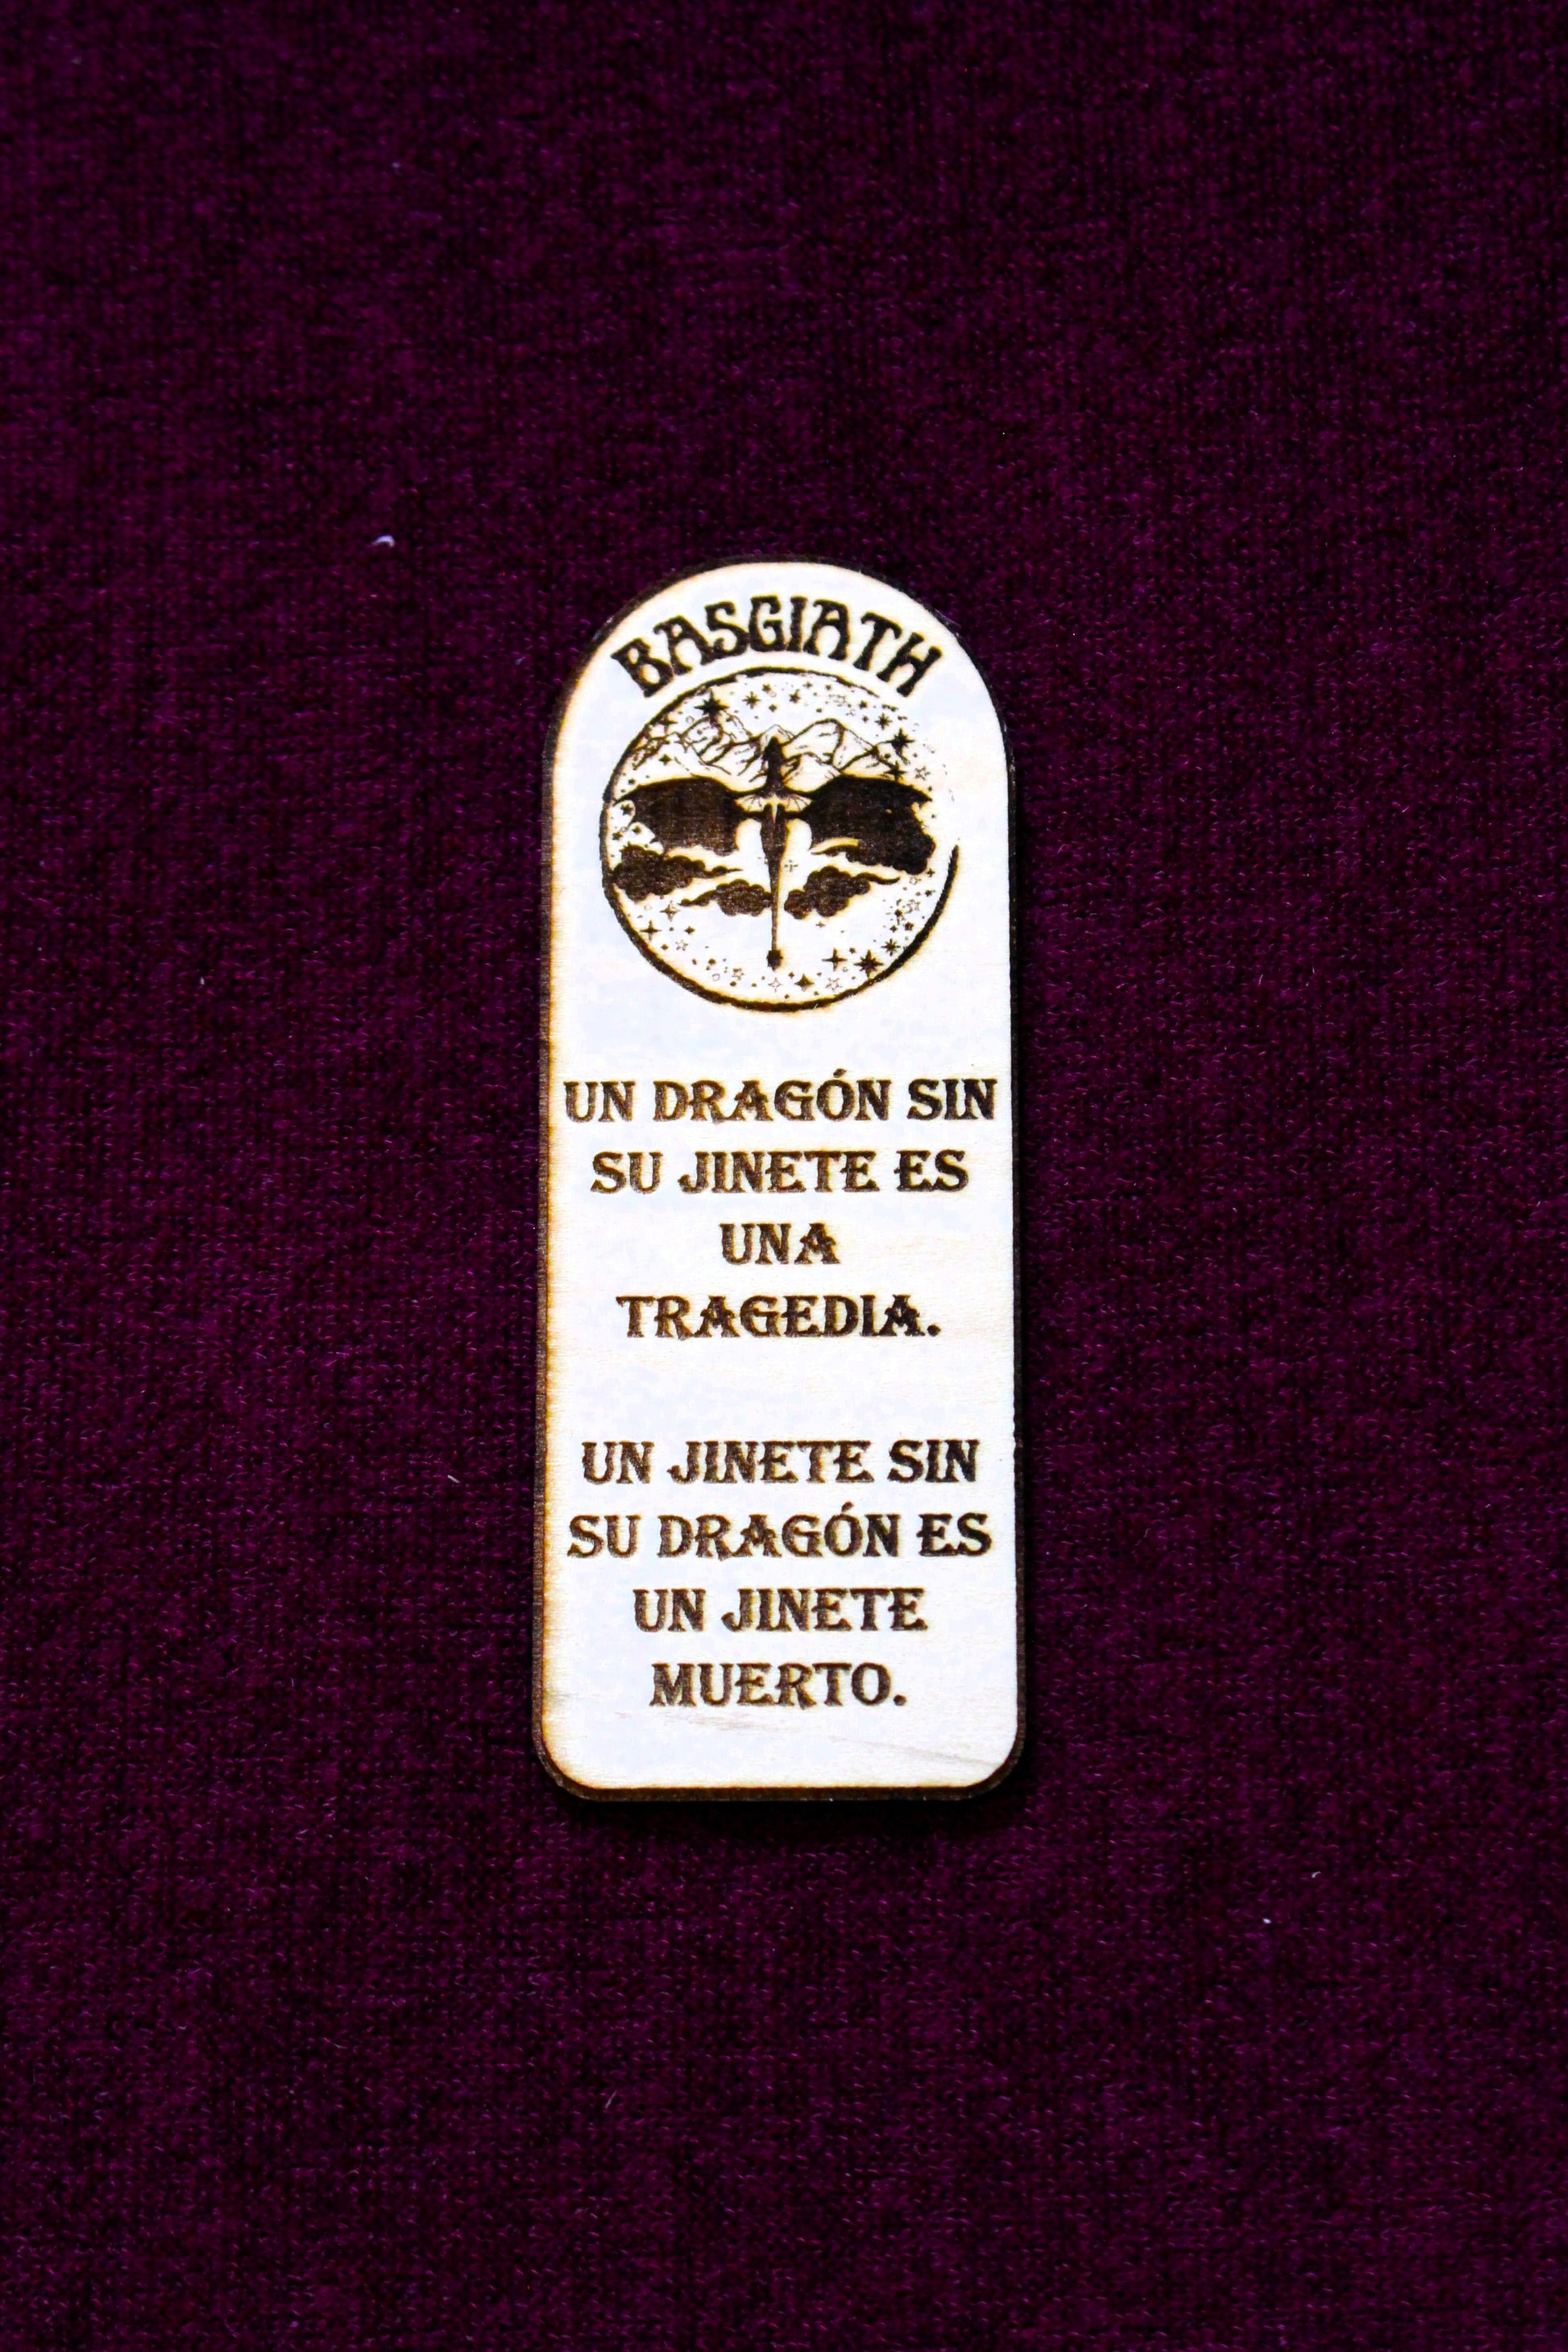 BASGIATH
UN DRAGÓN SIN
SU JINETE ES
UNA
TRAGEDIA.
UN JINETE SIN
SU DRAGÓN ES
UN JINETE
MUERTO.